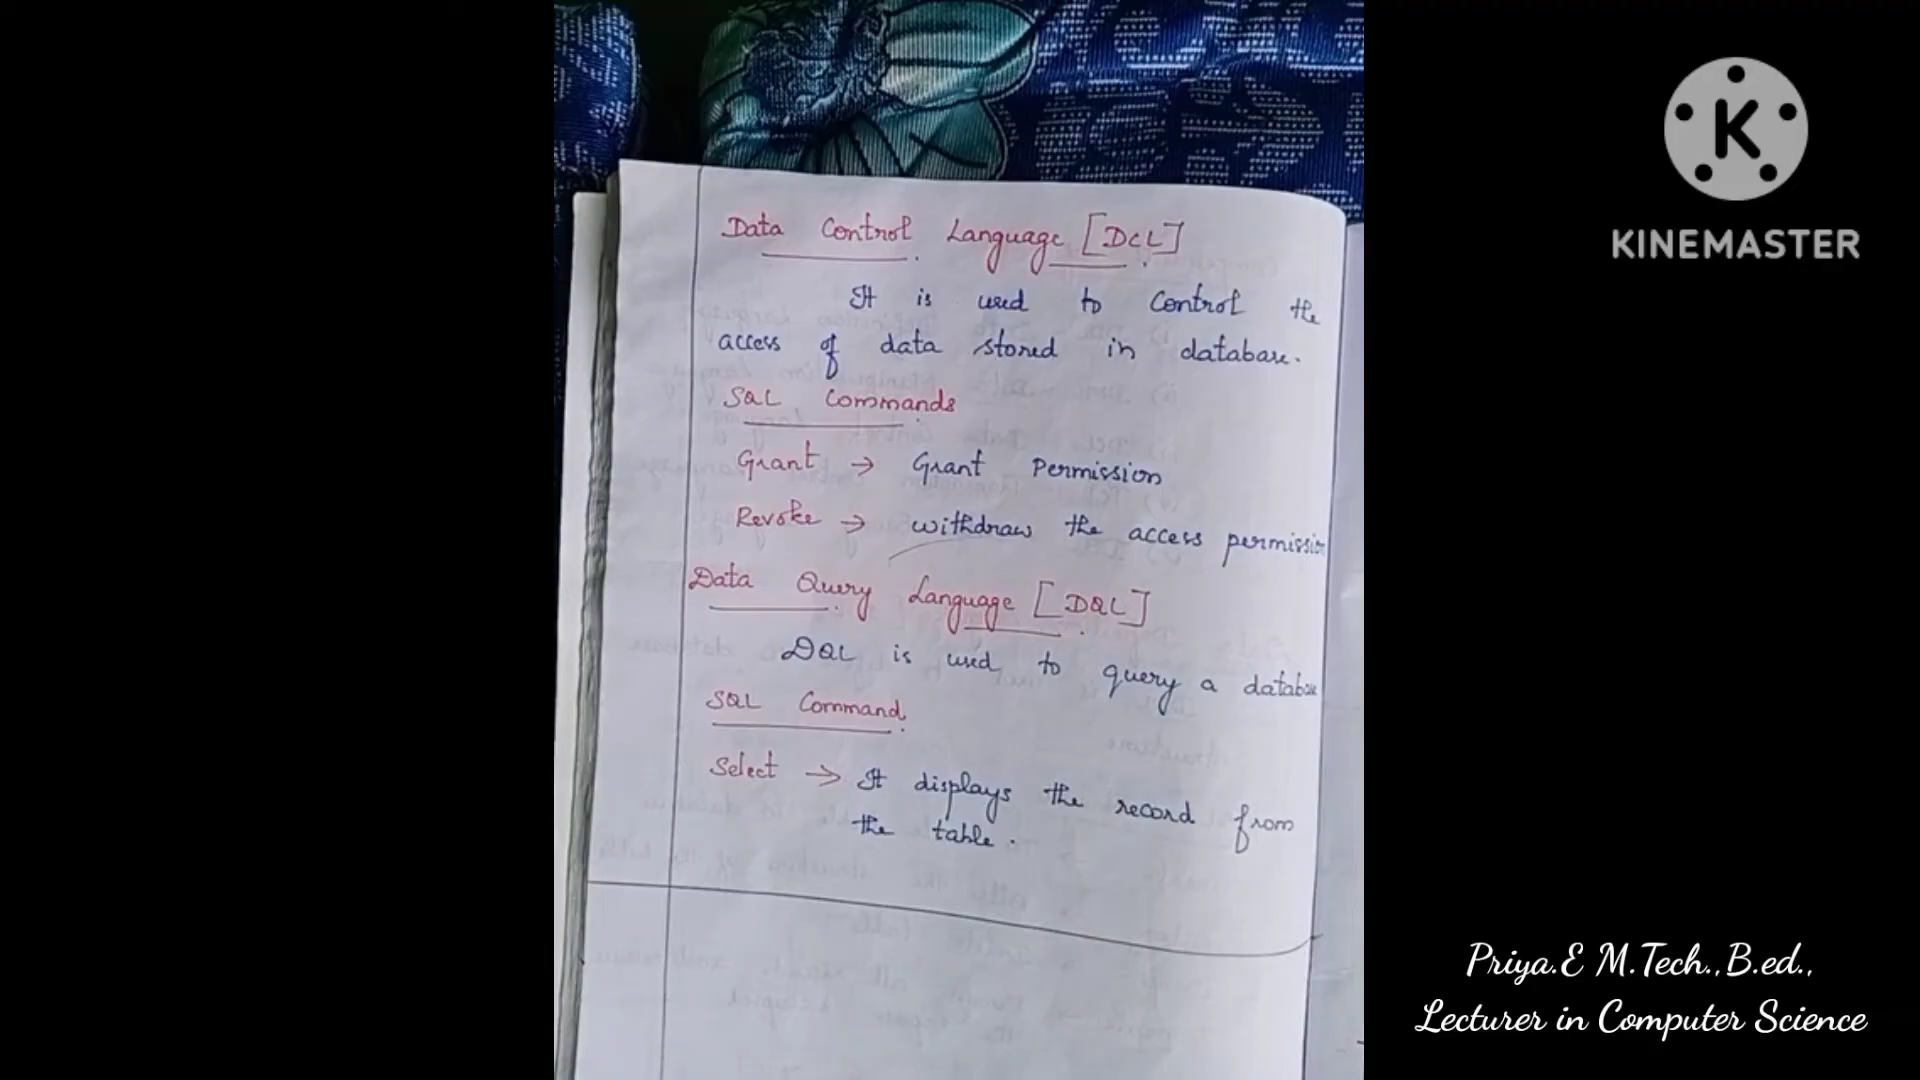 Data Control Language [DCL]
It is used to control the
access of data stored in database.
SQL Commands
Grant → Grant Permission
Revoke → withdraw the access permission
Data Query Language [DQL]
DQL is used to query a database
SQL Command
Select → It displays the record from
the table.
K
KINEMASTER
Priya.E M.Tech.,B.ed.,
Lecturer in Computer Science